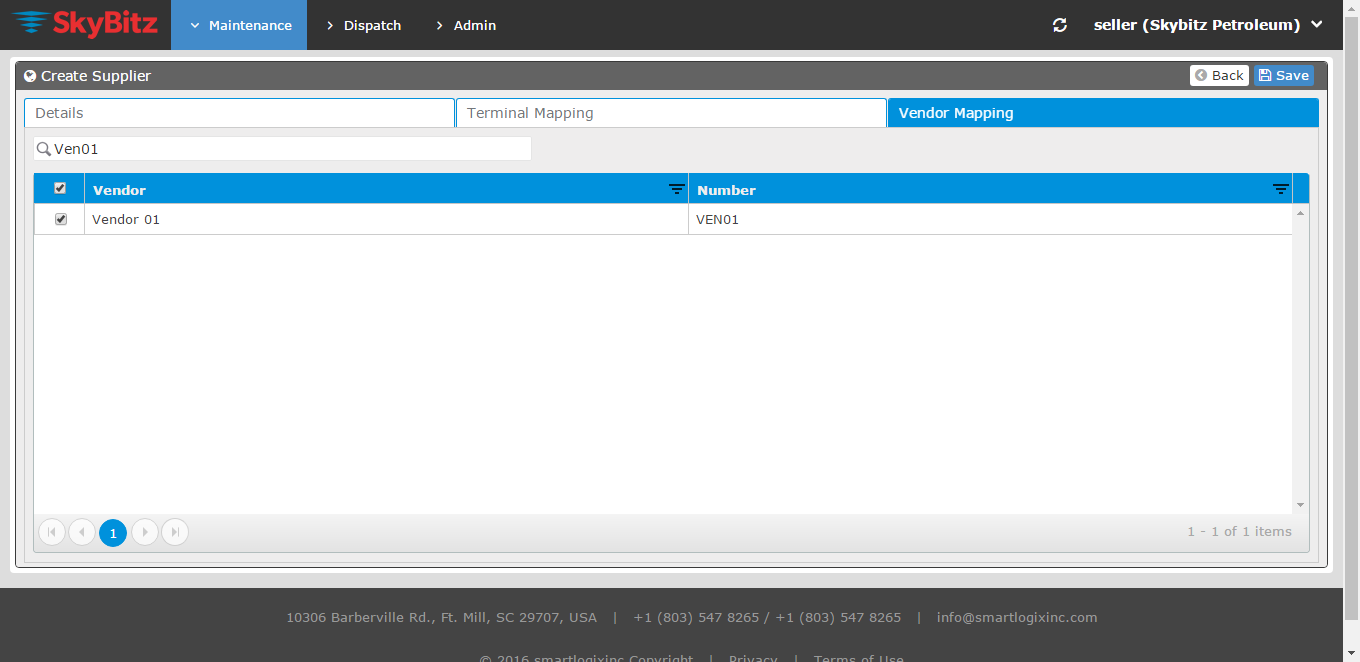 SkyBitz Maintenance Dispatch Admin seller (Skybitz Petroleum)
Create Supplier Back Save
Details Terminal Mapping Vendor Mapping
Ven01
Vendor Number
Vendor 01 VEN01
1 1 - 1 of 1 items
10306 Barberville Rd., Ft. Mill, SC 29707, USA | +1 (803) 547 8265 / +1 (803) 547 8265 | info@smartlogixinc.com
© 2016 smartlogixinc Copyright | Privacy | Terms of Use